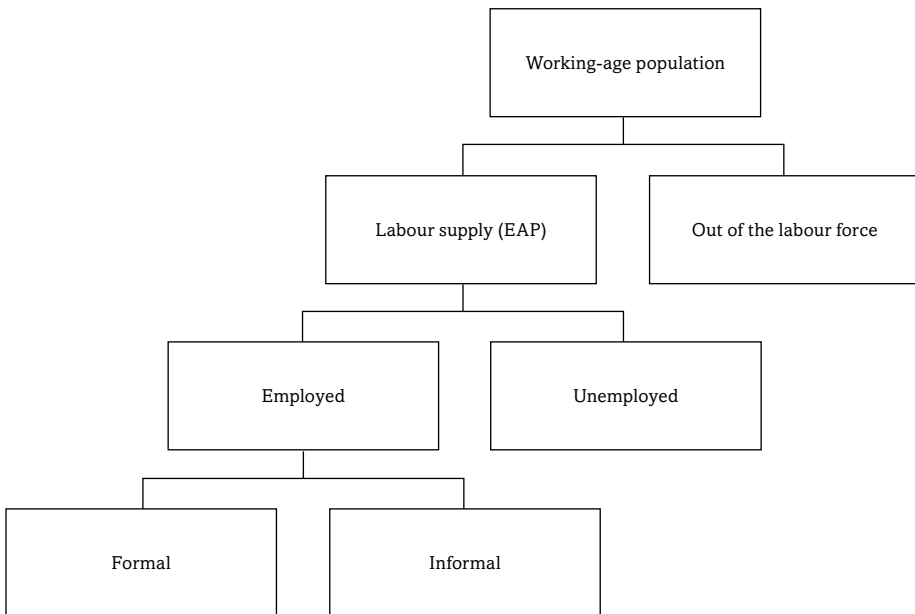 Working-age population
Labour supply (EAP)
Out of the labour force
Employed
Unemployed
Formal
Informal